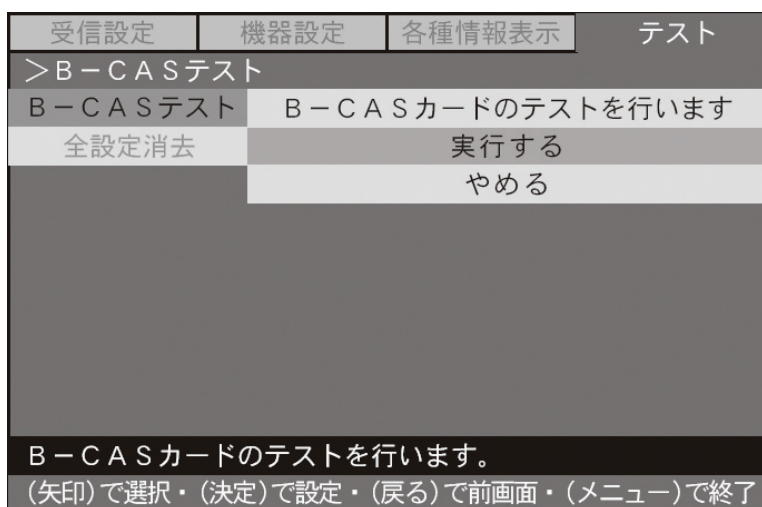 受信設定 機器設定 各種情報表示 テスト
＞Ｂ－ＣＡＳテスト
Ｂ－ＣＡＳテスト Ｂ－ＣＡＳカードのテストを行います
全設定消去 実行する
やめる
Ｂ－ＣＡＳカードのテストを行います。
(矢印)で選択・(決定)で設定・(戻る)で前画面・(メニュー)で終了